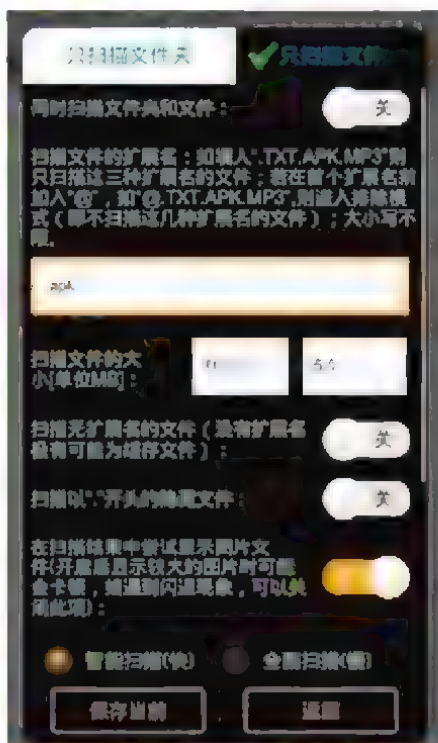 只扫描文件夹 只扫描文件
同时扫描文件夹和文件： 关
扫描文件的扩展名：如填入".TXT.APK.MP3"则
只扫描这三种扩展名的文件；若在首个扩展名前
加入"@"，如"@.TXT.APK.MP3",则进入排除模
式（即不扫描这几种扩展名的文件）；大小写不
限。
apk
扫描文件的大
小[单位MB]：
扫描无扩展名的文件（没有扩展名
极有可能为缓存文件）： 关
扫描以"."开头的隐藏文件： 关
在扫描结果中尝试显示图片文
件(开启后显示较大的图片时可能
会卡顿，如遇到闪退现象，可以关
闭此项)：
智能扫描(快) 全面扫描(慢)
保存当前 返回